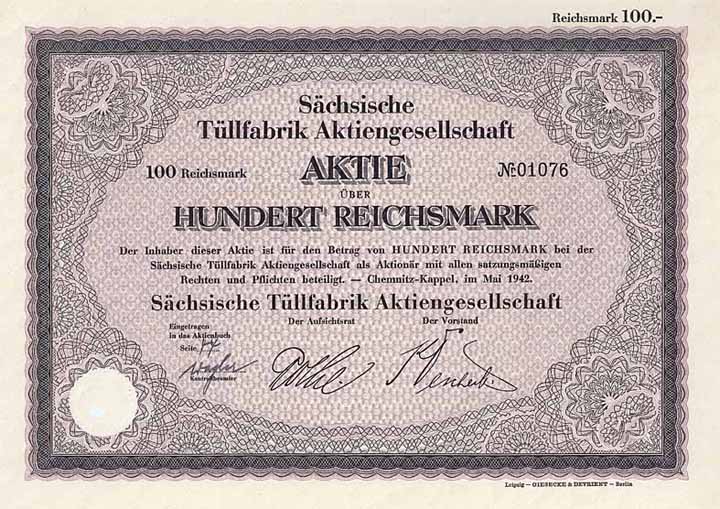 Reichsmark 100.-
Sächsische
Tüllfabrik Aktiengesellschaft
100 Reichsmark AKTIE №01076
ÜBER
HUNDERT REICHSMARK
Der Inhaber dieser Aktie ist für den Betrag von HUNDERT REICHSMARK bei der
Sächsische Tüllfabrik Aktiengesellschaft als Aktionär mit allen satzungsmäßigen
Rechten und Pflichten beteiligt. — Chemnitz-Kappel, im Mai 1942.
Sächsische Tüllfabrik Aktiengesellschaft
Eingetragen
in das Aktienbuch
Seite
Kontrollbeamter
Der Aufsichtsrat
Der Vorstand
Leipzig — GIESECKE & DEVRIENT — Berlin